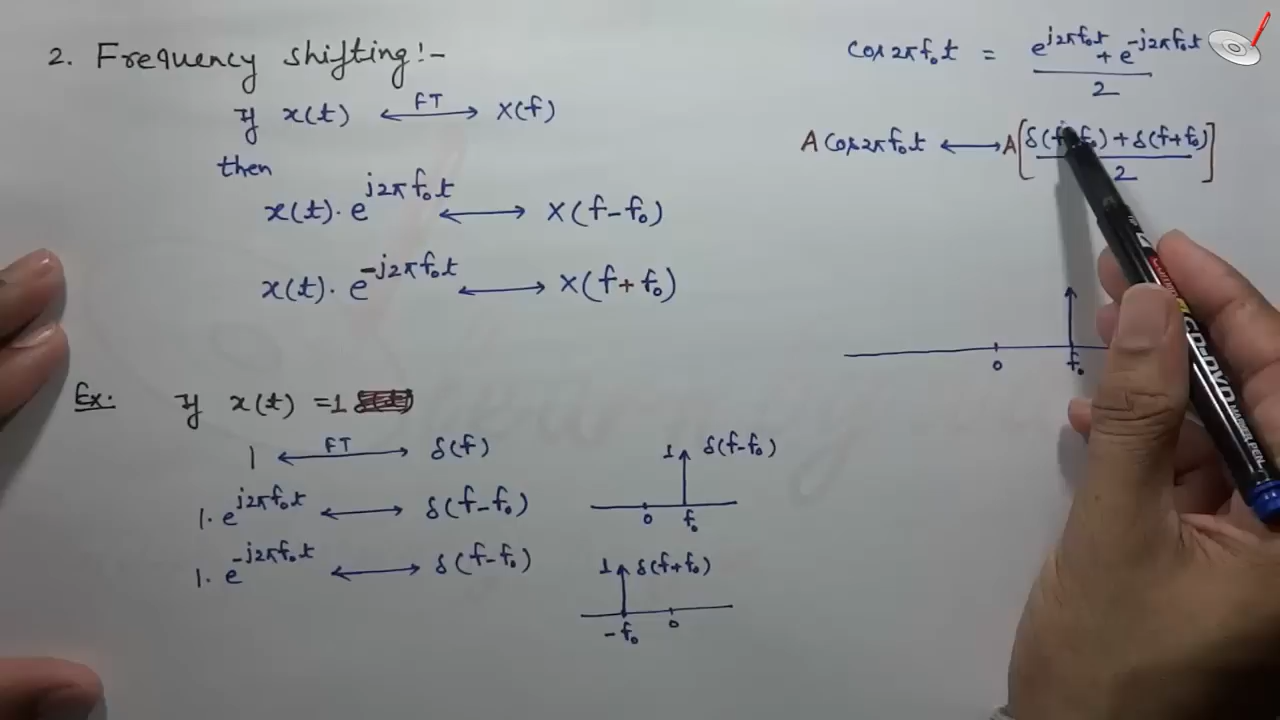 2. Frequency shifting!-
If x(t) ⟷ FT X(f)
then
x(t)· e^{j2πf₀t} ⟷ X(f-f₀)
x(t)· e^{-j2πf₀t} ⟷ X(f+f₀)
Ex. If x(t) =1
1 ⟷ FT δ(f)
1. e^{j2πf₀t} ⟷ δ(f-f₀)
1. e^{-j2πf₀t} ⟷ δ(f-f₀)
1 δ(f-f₀)
0 f₀
1 δ(f+f₀)
-f₀ 0
Cos2πf₀t = e^{j2πf₀t} + e^{-j2πf₀t} / 2
A Cos2πf₀t ⟷ A[δ(f f₀) + δ(f+f₀) / 2]
0 f₀